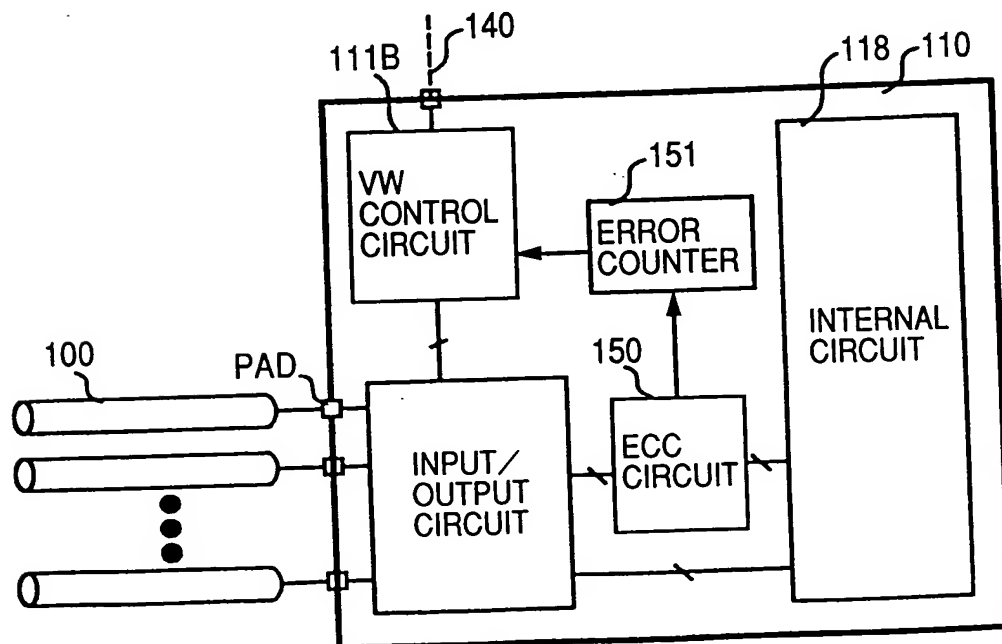 140
111B
118
110
VW
CONTROL
CIRCUIT
151
ERROR
COUNTER
INTERNAL
CIRCUIT
100
PAD
150
INPUT/
OUTPUT
CIRCUIT
ECC
CIRCUIT